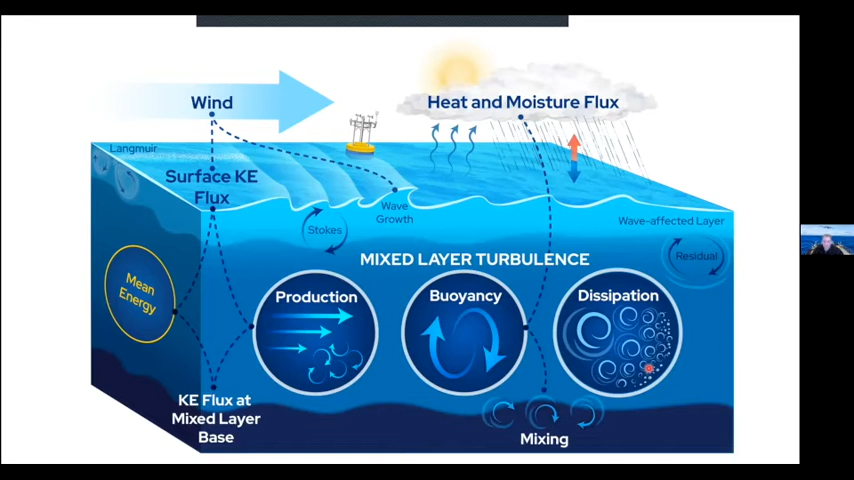 Wind
Heat and Moisture Flux
Langmuir
Surface KE
Flux
Wave
Growth
Wave-affected Layer
Stokes
Residual
MIXED LAYER TURBULENCE
Mean
Energy
Production
Buoyancy
Dissipation
KE Flux at
Mixed Layer
Base
Mixing